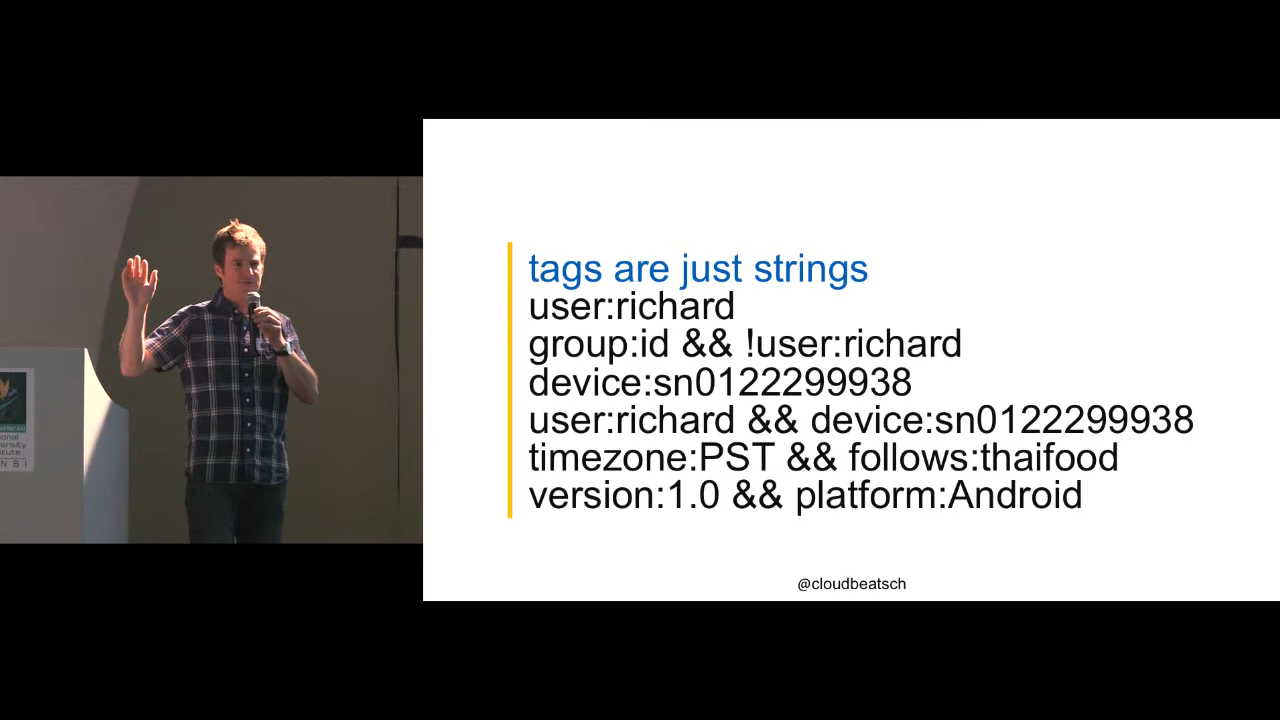 AFRICAN
tags are just strings
user:richard
group:id && !user:richard
device:sn0122299938
user:richard && device:sn0122299938
timezone:PST && follows:thaifood
version:1.0 && platform:Android
@cloudbeatsch